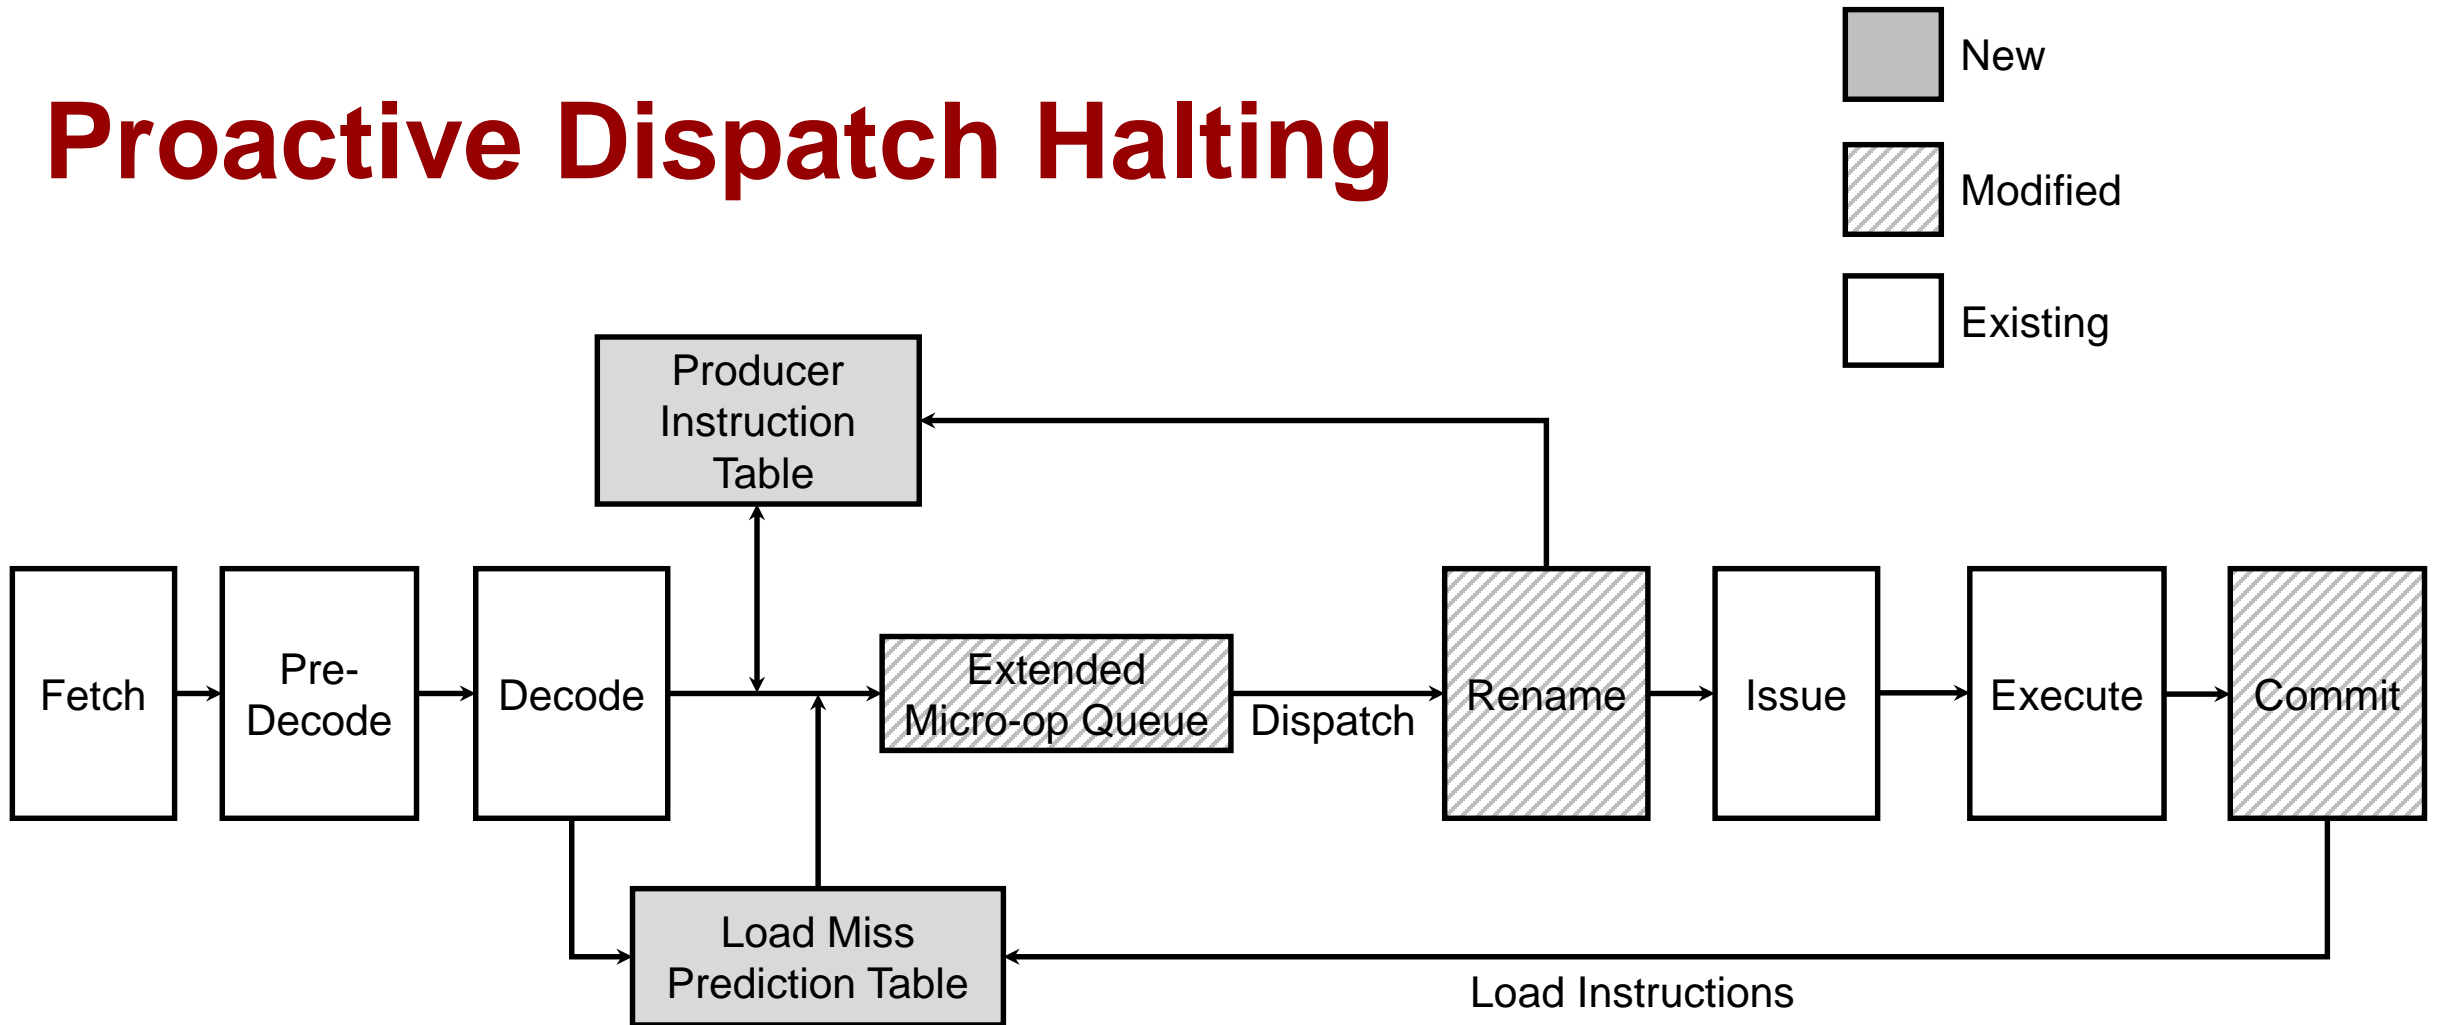 New
Proactive Dispatch Halting
Modified
Existing
Producer
Instruction
Table
Fetch
Pre-
Decode
Decode
Extended
Micro-op Queue
Dispatch
Rename
Issue
Execute
Commit
Load Miss
Prediction Table
Load Instructions